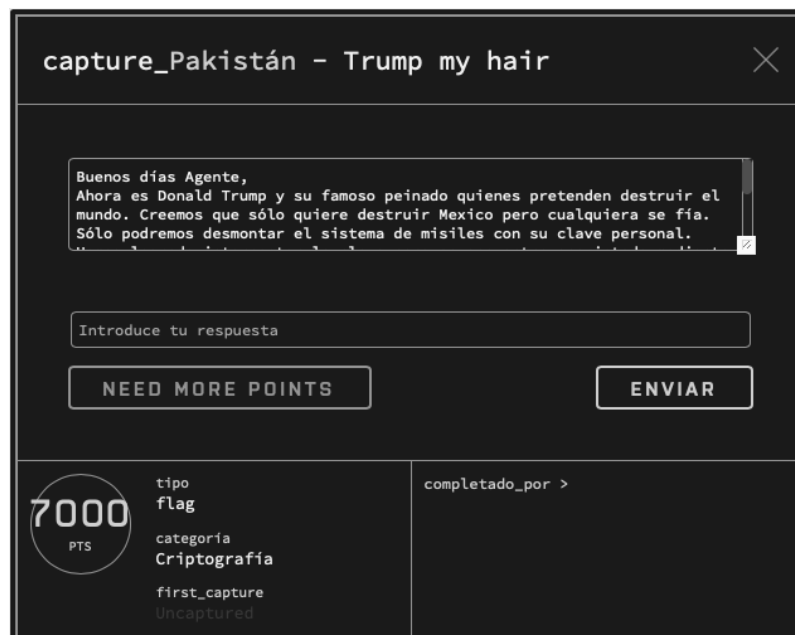 capture_Pakistán - Trump my hair
Buenos días Agente,
Ahora es Donald Trump y su famoso peinado quienes pretenden destruir el
mundo. Creemos que sólo quiere destruir Mexico pero cualquiera se fía.
Sólo podremos desmontar el sistema de misiles con su clave personal.
Introduce tu respuesta
NEED MORE POINTS
ENVIAR
7000
PTS
tipo
flag
categoría
Criptografía
first_capture
Uncaptured
completado_por >